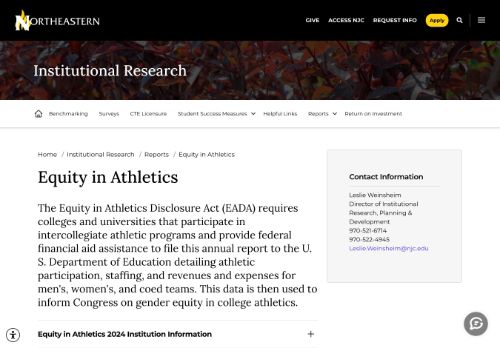 NORTHEASTERN
GIVE ACCESS NJC REQUEST INFO Apply
Institutional Research
Benchmarking Surveys CTE Licensure Student Success Measures Helpful Links Reports Return on Investment
Home / Institutional Research / Reports / Equity in Athletics
Equity in Athletics
The Equity in Athletics Disclosure Act (EADA) requires
colleges and universities that participate in
intercollegiate athletic programs and provide federal
financial aid assistance to file this annual report to the U.
S. Department of Education detailing athletic
participation, staffing, and revenues and expenses for
men's, women's, and coed teams. This data is then used to
inform Congress on gender equity in college athletics.
Equity in Athletics 2024 Institution Information
Contact Information
Leslie Weinsheim
Director of Institutional
Research, Planning &
Development
970-521-6714
970-522-4945
Leslie.Weinsheim@njc.edu